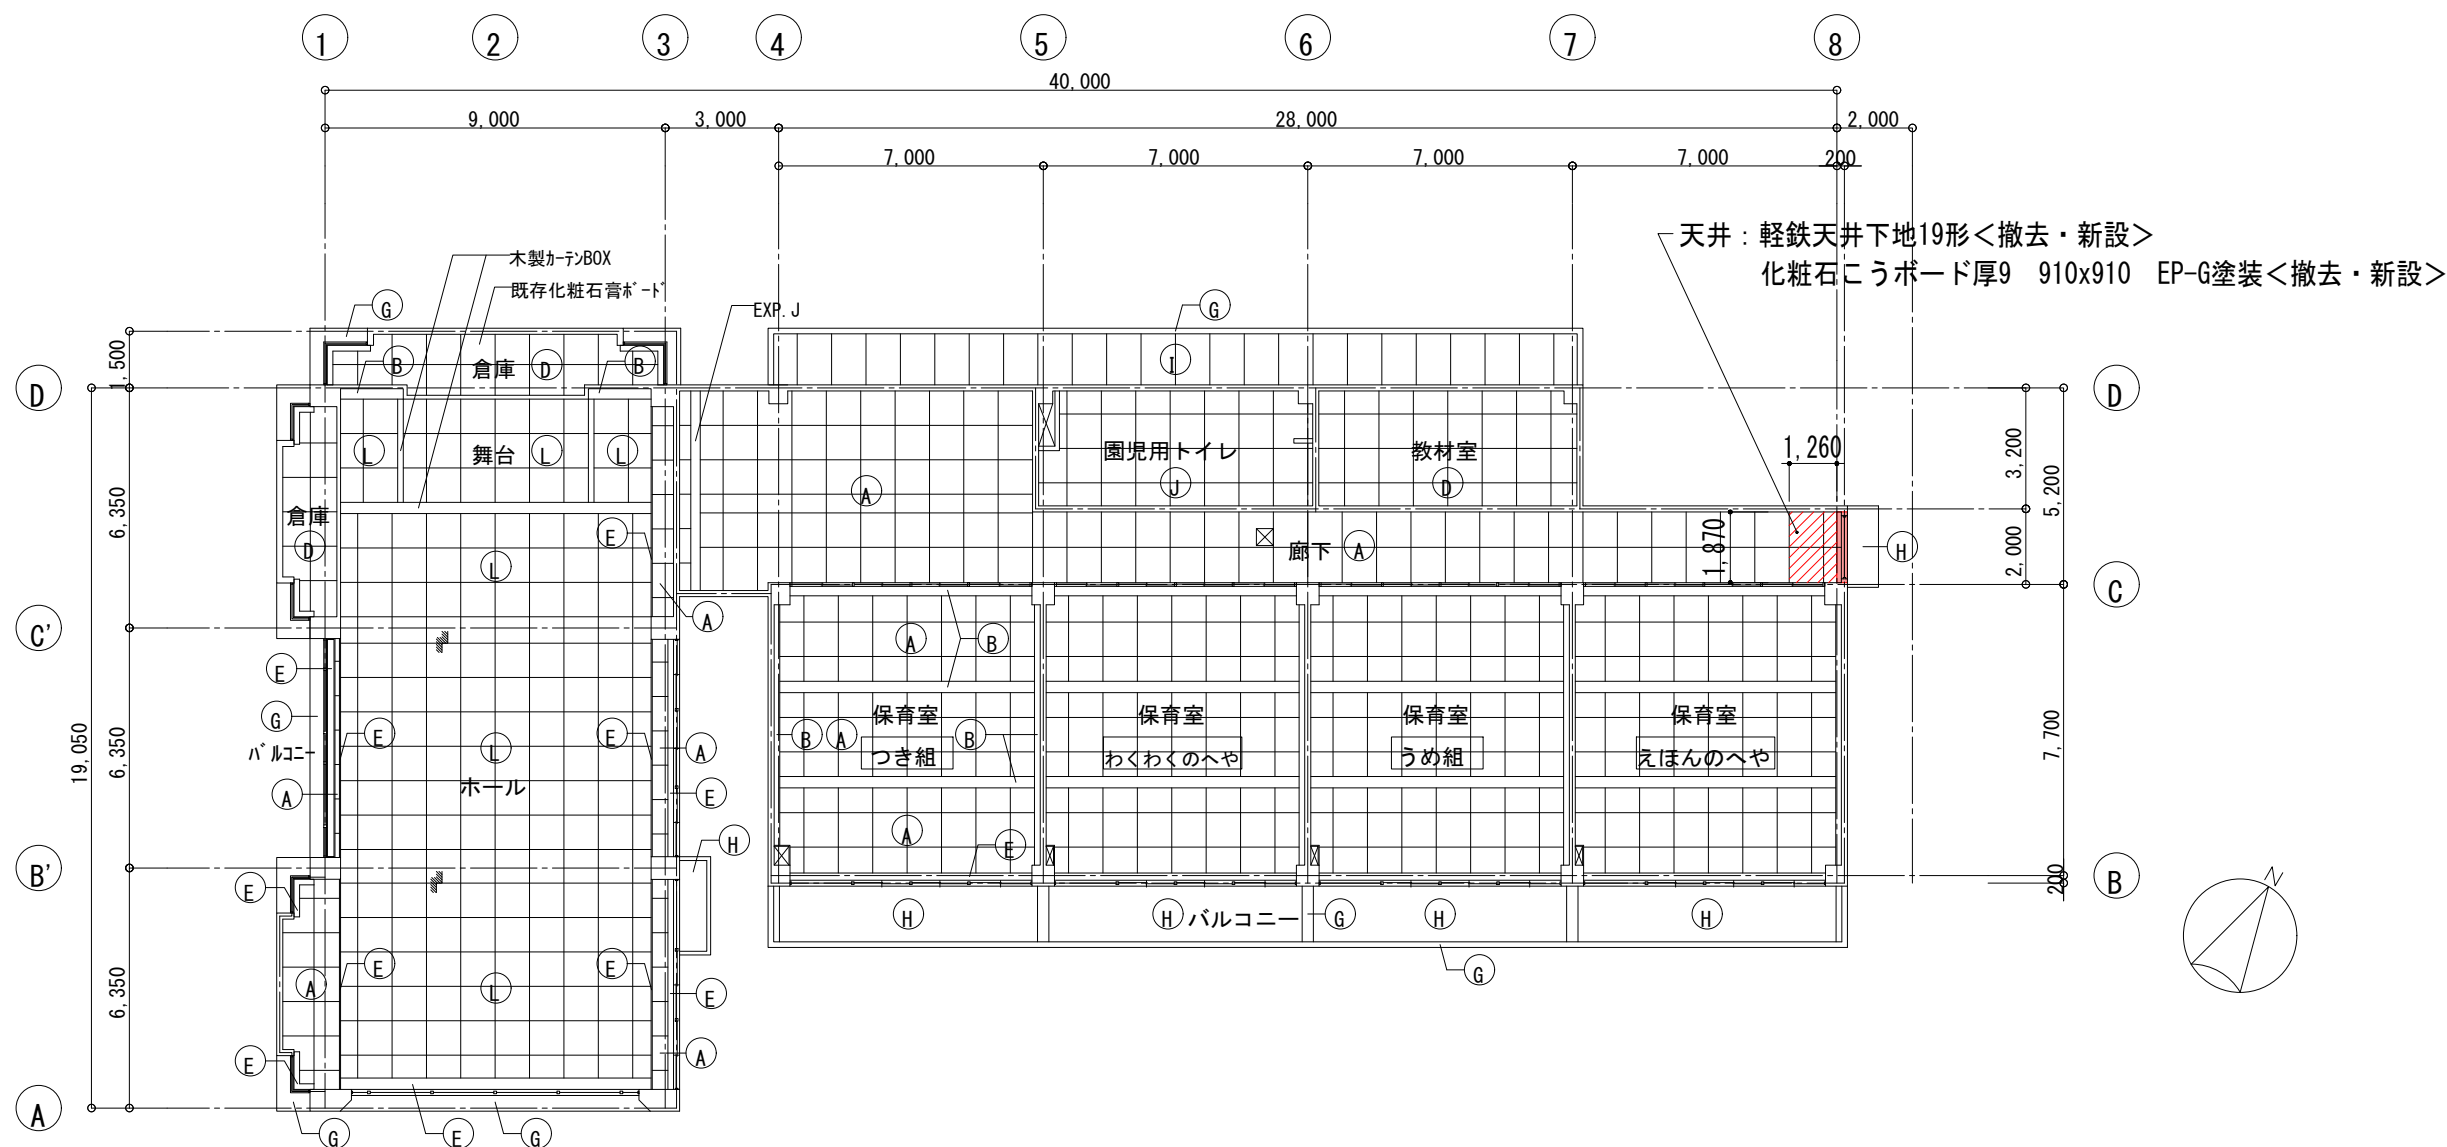 1 2 3 4 5 6 7 8
40,000
9,000 3,000 28,000 2,000
7,000 7,000 7,000 7,000 200
天井：軽鉄天井下地19形＜撤去・新設＞
化粧石こうボード厚9　910x910　EP-G塗装＜撤去・新設＞
木製ｶｰﾃﾝBOX
既存化粧石膏ﾎﾞｰﾄﾞ
EXP.J
G G
1,500
B 倉庫 D B I
D D
L 舞台 L L
園児用トイレ 教材室
1,260
3,200
5,200
A J D
6,350
倉庫
D
E
L
1,870
廊下 A H
2,000
C
C'
A
A B
E
G
バルコニー
E E
L
A
19,050
6,350
ホール
A
E
B A B
保育室
つき組
保育室
わくわくのへや
保育室
うめ組
保育室
えほんのへや
7,700
A
H
E
B'
E
200
B
N
H H バルコニー G H H
G
E E
L
A
E
6,350
E
A
A
G E G